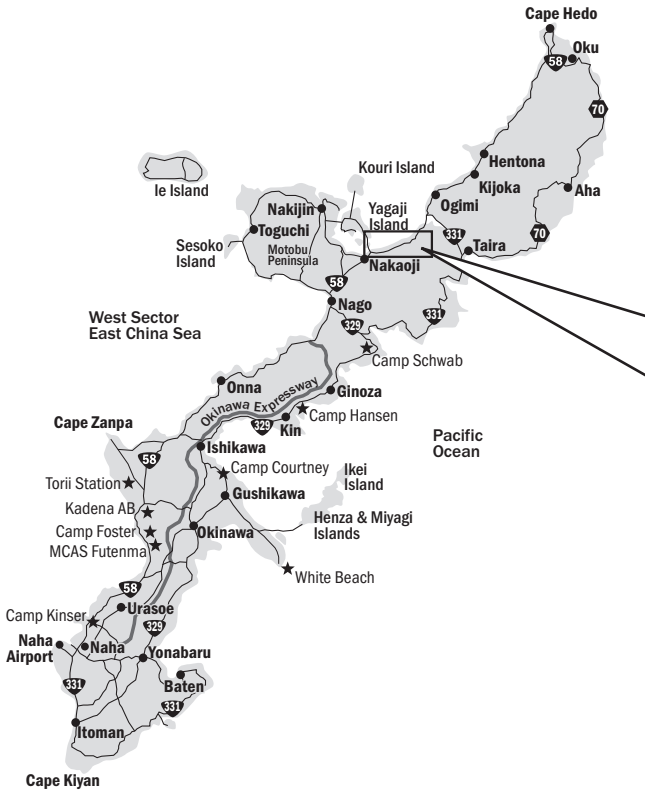 Cape Hedo
Oku
58
70
Hentona
Kouri Island
Kijoka
Ie Island
Aha
Ogimi
Nakijin
Yagaji
Island
Toguchi
331
70
Sesoko
Island
Motobu
Peninsula
Taira
Nakaoji
58
Nago
331
329
West Sector
East China Sea
Camp Schwab
Onna
Okinawa Expressway
Ginoza
Camp Hansen
Cape Zanpa
329
Kin
Pacific
Ocean
Ishikawa
58
Camp Courtney
Ikei
Island
Torii Station
Gushikawa
Kadena AB
Henza & Miyagi
Islands
Camp Foster
Okinawa
MCAS Futenma
White Beach
58
Urasoe
Camp Kinser
329
Naha
Airport
Naha
Yonabaru
331
Baten
331
Itoman
Cape Kiyan